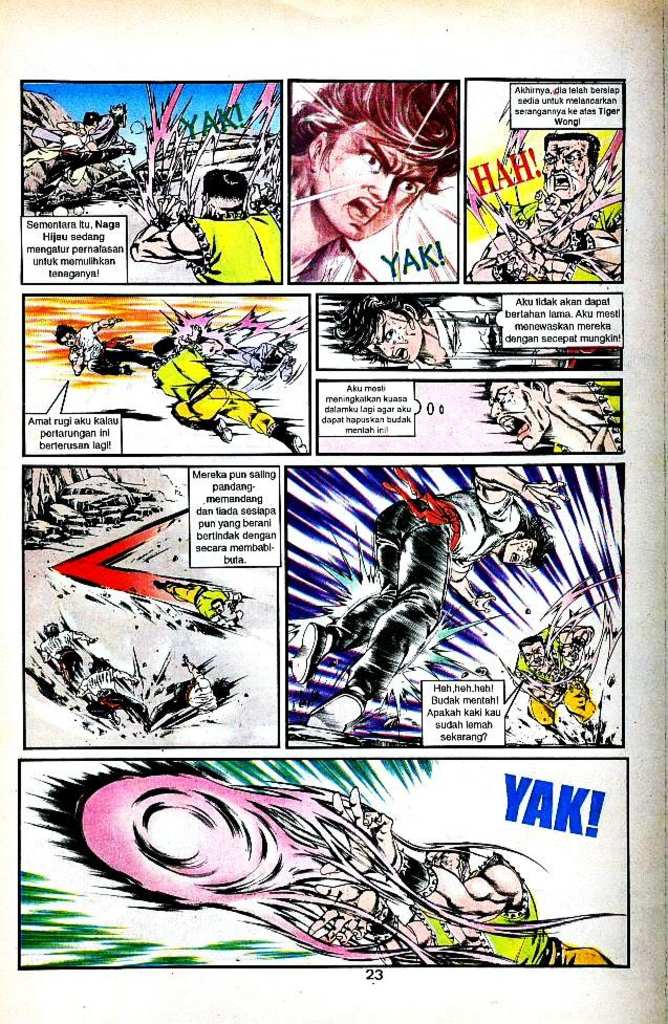 YAK!
Sementara itu, Naga
Hijau sedang
mengatur pernafasan
untuk memulihkan
tenaganya!
YAK!
Akhirnya, dia telah bersiap
sedia untuk melancarkan
serangannya ke atas Tiger
Wong!
HAH!
Amat rugi aku kalau
pertarungan ini
berterusan lagi!
Aku tidak akan dapat
bertahan lama. Aku mesti
menewaskan mereka
dengan secepat mungkin!
Aku mesti
meningkatkan kuasa
dalamku lagi agar aku
dapat hapuskan budak
mentah ini!
Mereka pun saling
pandang-
memandang
dan tiada sesiapa
pun yang berani
bertindak dengan
secara membabi-
buta.
Heh,heh,heh!
Budak mentah!
Apakah kaki kau
sudah lemah
sekarang?
YAK!
23